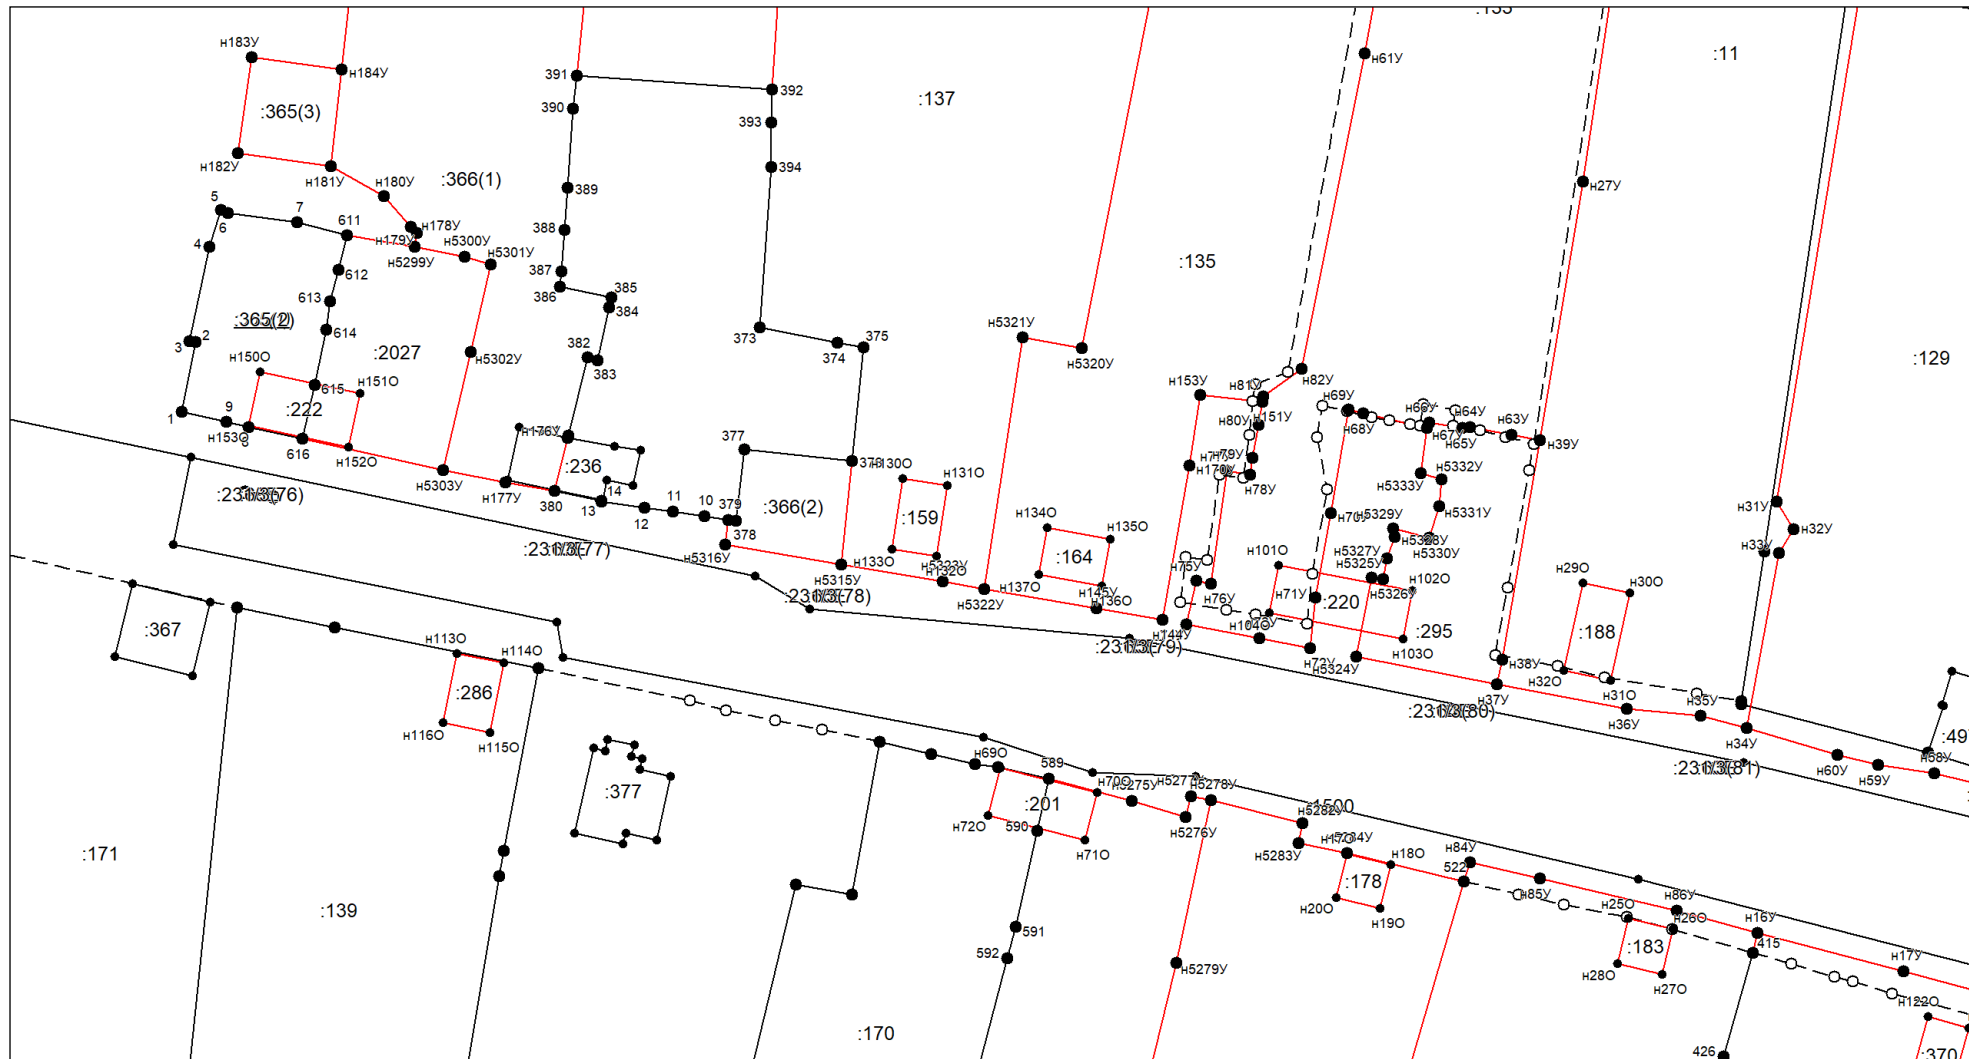 :133
н183У
н61У
:11
н184У
391
392
:137
390
:365(3)
393
н182У
394
н181У
н180У
:366(1)
389
н27У
5
6
7
611
н178У
388
4
н179У
н5300У
н5301У
н5299У
:135
612
387
386
385
613
384
:365(2)
614
373
374
375
н5321У
3
2
:2027
382
383
н5302У
н5320У
:129
н150О
615
н151О
н82У
н153У
н81У
н69У
1
9
:222
н153О
8
616
н152О
н176У
377
н151У
н80У
н68У
н66У
н64У
н63У
н67У
н65У
н39У
:236
н130О
н131О
н79У
н170У
н78У
н5332У
н5333У
н5303У
н177У
380
14
13
12
11
10
379
378
:366(2)
н5331У
н31У
н134О
н135О
:159
н70У
н5329У
н5330У
н32У
н33У
н5316У
:164
н5327У
н5315У
н133О
н132О
н101О
н5325У
н5326У
н102О
н29О
н30О
н5322У
н137О
н145У
н136О
н75У
н76У
н71У
:220
:367
:295
:188
н113О
н114О
н144У
н104О
н103О
н72У
н5324У
н38У
н32О
н31О
:286
н37У
н36У
н35У
н116О
н115О
н34У
:49
н69О
589
н70О
н5275У
н5278У
н60У
н59У
н58У
:377
:201
:1500
н5282У
н72О
590
н71О
н5276У
н5283У
н17О
н18О
н84У
:171
522
:178
н85У
н86У
н20О
н19О
н25О
н26О
н16У
:139
591
:183
415
592
н28О
н27О
н17У
н5279У
н122О
:170
426
:370